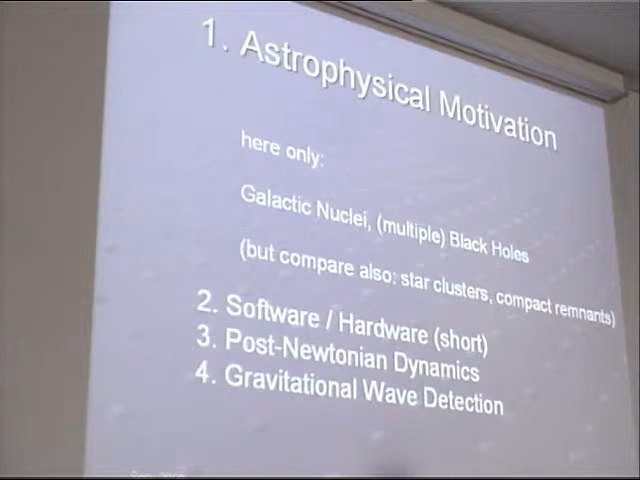 1. Astrophysical Motivation
here only:
Galactic Nuclei, (multiple) Black Holes
(but compare also: star clusters, compact remnants)
2. Software / Hardware (short)
3. Post-Newtonian Dynamics
4. Gravitational Wave Detection